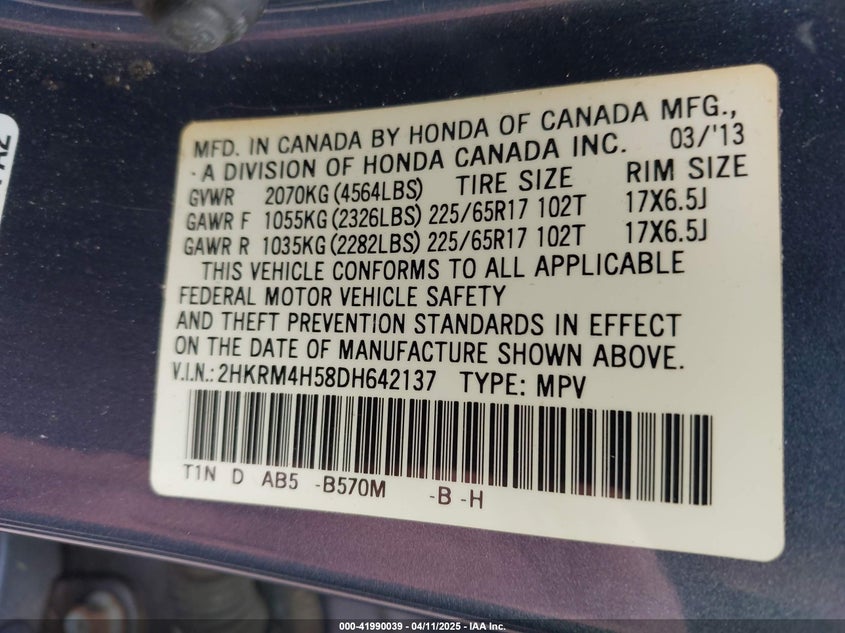 MFD. IN CANADA BY HONDA OF CANADA MFG.,
A DIVISION OF HONDA CANADA INC. 03/'13
GVWR 2070KG (4564LBS) TIRE SIZE RIM SIZE
GAWR F 1055KG (2326LBS) 225/65R17 102T 17X6.5J
GAWR R 1035KG (2282LBS) 225/65R17 102T 17X6.5J
THIS VEHICLE CONFORMS TO ALL APPLICABLE
FEDERAL MOTOR VEHICLE SAFETY
AND THEFT PREVENTION STANDARDS IN EFFECT
ON THE DATE OF MANUFACTURE SHOWN ABOVE.
V.I.N.: 2HKRM4H58DH642137 TYPE: MPV
T1N D AB5 -B570M -B -H
000-41990039 - 04/11/2025 - IAA Inc.